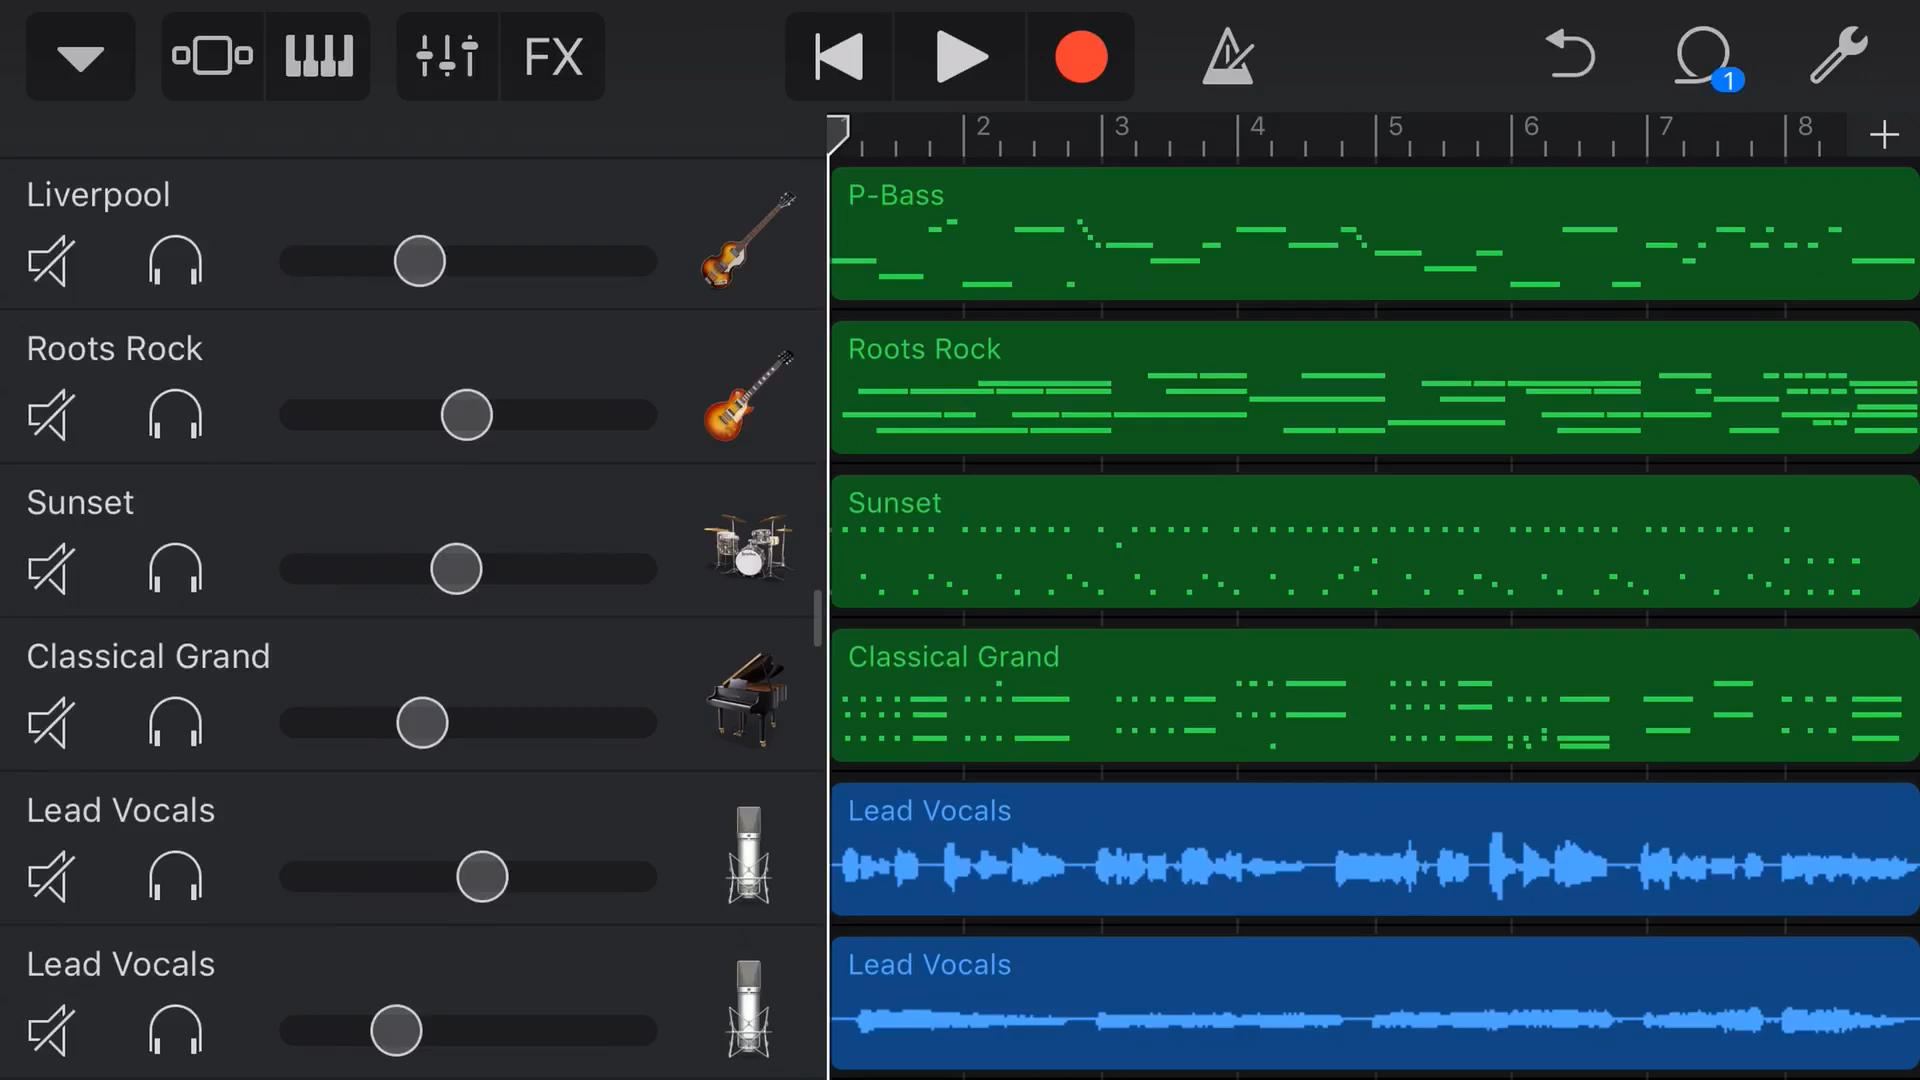 FX
1
2 3 4 5 6 7 8
Liverpool
P-Bass
Roots Rock
Roots Rock
Sunset
Sunset
Classical Grand
Classical Grand
Lead Vocals
Lead Vocals
Lead Vocals
Lead Vocals